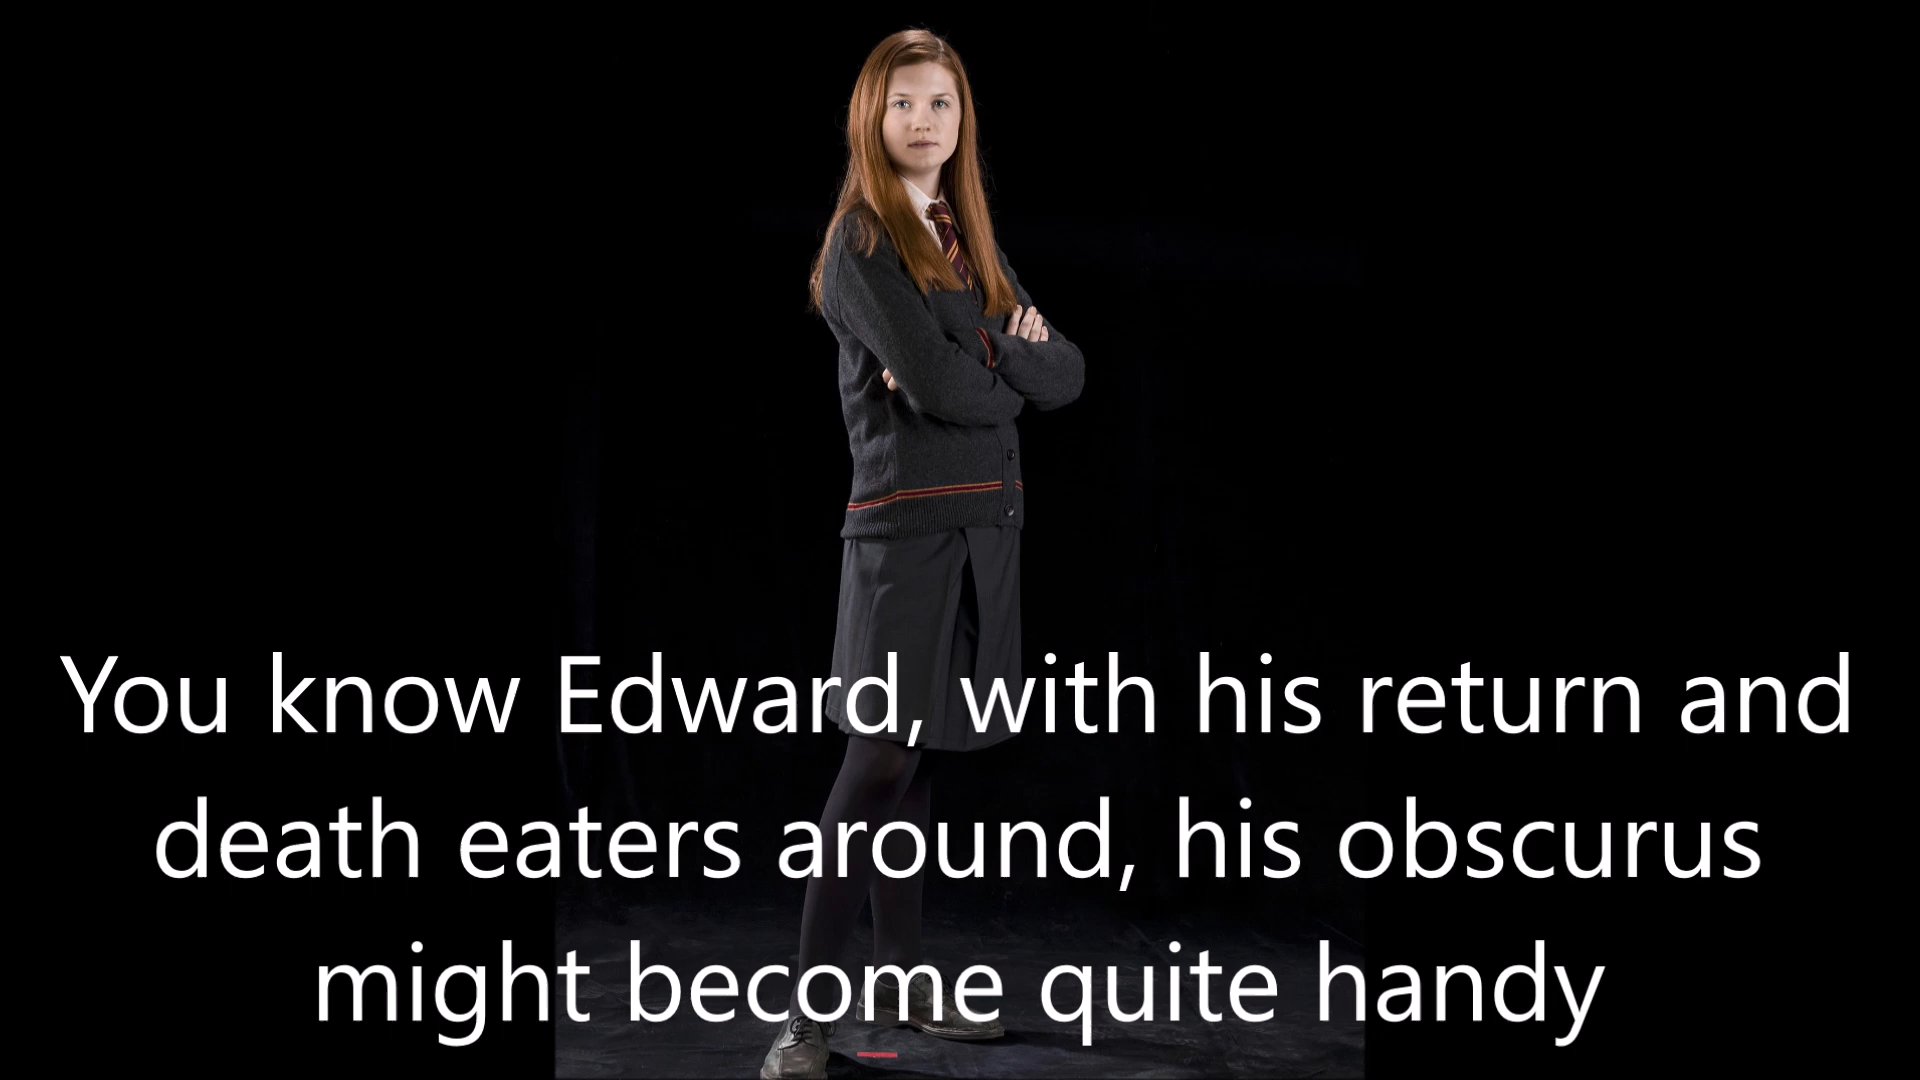 You know Edward, with his return and
death eaters around, his obscurus
might become quite handy